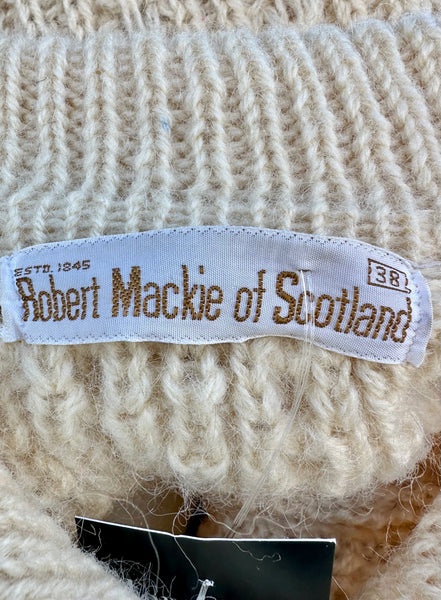 ESTD. 1845
38
Robert Mackie of Scotland